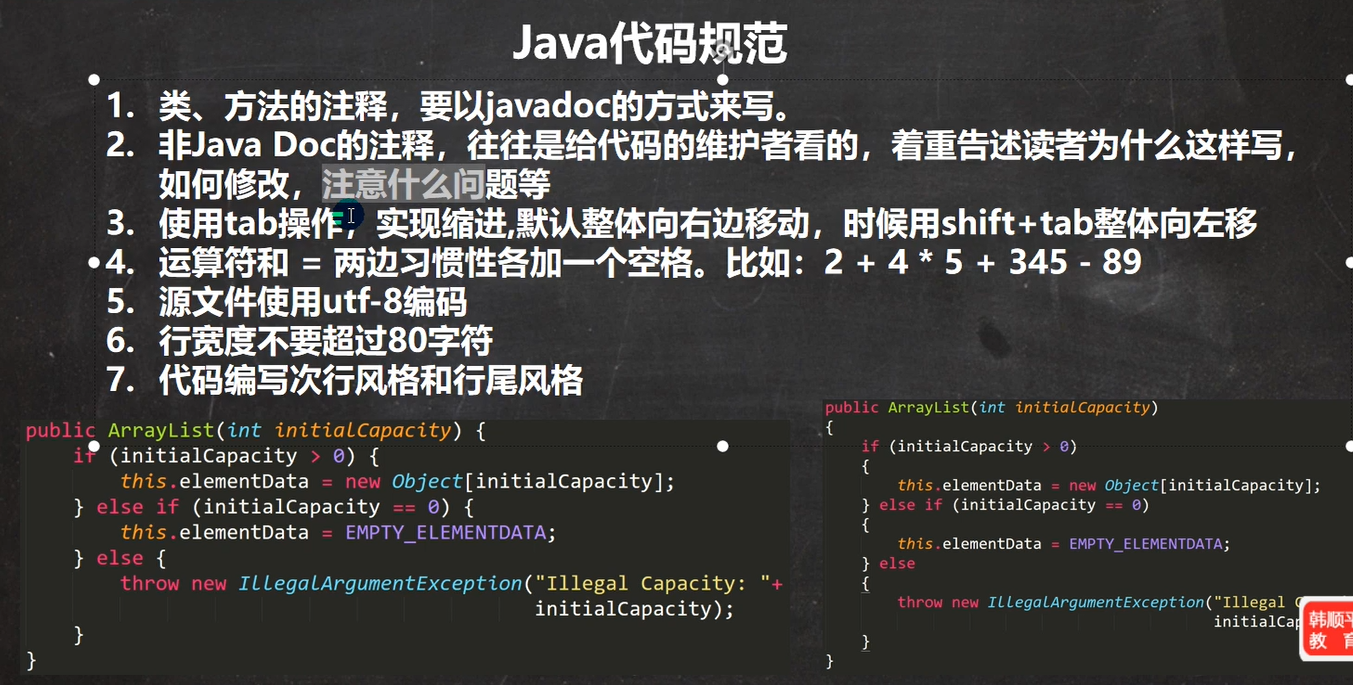 Java代码规范
1. 类、方法的注释，要以javadoc的方式来写。
2. 非Java Doc的注释，往往是给代码的维护者看的，着重告述读者为什么这样写，
如何修改，注意什么问题等
3. 使用tab操作，实现缩进,默认整体向右边移动，时候用shift+tab整体向左移
4. 运算符和 = 两边习惯性各加一个空格。比如：2 + 4 * 5 + 345 - 89
5. 源文件使用utf-8编码
6. 行宽度不要超过80字符
7. 代码编写次行风格和行尾风格
public ArrayList(int initialCapacity) {
if (initialCapacity > 0) {
this.elementData = new Object[initialCapacity];
} else if (initialCapacity == 0) {
this.elementData = EMPTY_ELEMENTDATA;
} else {
throw new IllegalArgumentException("Illegal Capacity: "+
initialCapacity);
}
}
public ArrayList(int initialCapacity)
{
if (initialCapacity > 0)
{
this.elementData = new Object[initialCapacity];
} else if (initialCapacity == 0)
{
this.elementData = EMPTY_ELEMENTDATA;
} else
{
throw new IllegalArgumentException("Illegal
initialCap
}
}
韩顺平
教 育